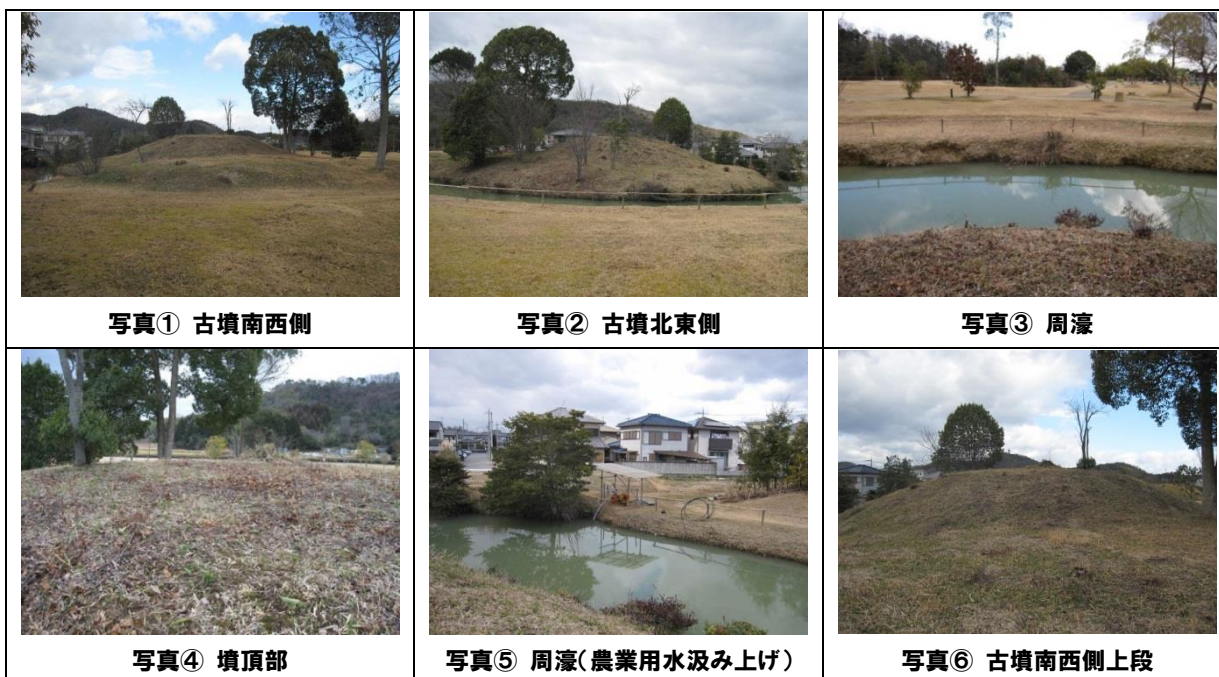 写真① 古墳南西側
写真② 古墳北東側
写真③ 周濠
写真④ 墳頂部
写真⑤ 周濠(農業用水汲み上げ)
写真⑥ 古墳南西側上段